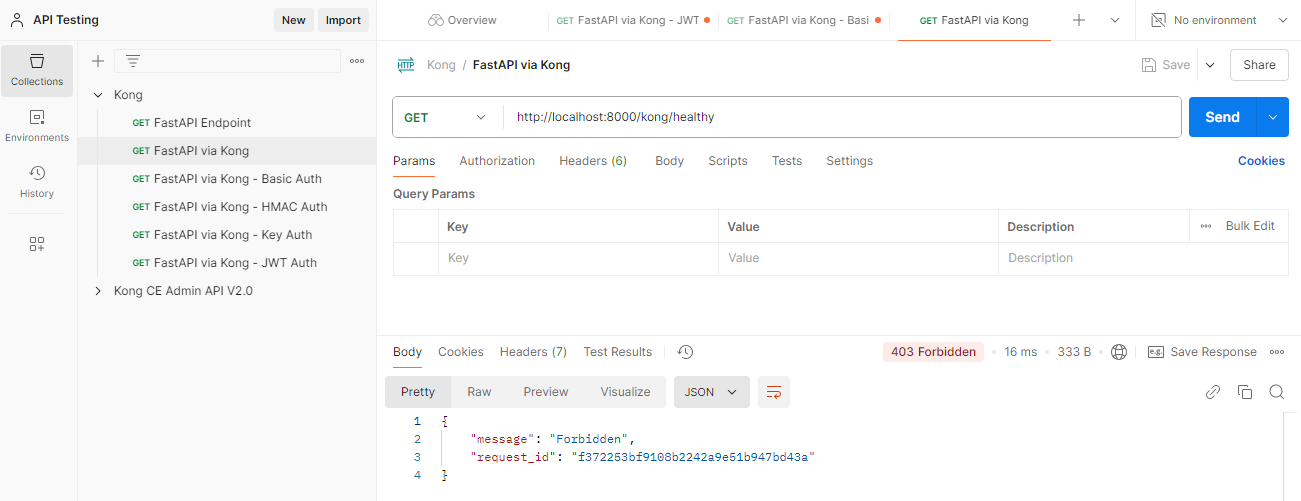 API Testing
New
Import
Overview
GET FastAPI via Kong - JWT
GET FastAPI via Kong - Basi
GET FastAPI via Kong
No environment
Collections
Environments
History
Kong
GET FastAPI Endpoint
GET FastAPI via Kong
GET FastAPI via Kong - Basic Auth
GET FastAPI via Kong - HMAC Auth
GET FastAPI via Kong - Key Auth
GET FastAPI via Kong - JWT Auth
Kong CE Admin API V2.0
HTTP Kong / FastAPI via Kong
Save
Share
GET http://localhost:8000/kong/healthy
Send
Params Authorization Headers (6) Body Scripts Tests Settings
Cookies
Query Params
Key Value Description Bulk Edit
Key Value Description
Body Cookies Headers (7) Test Results
403 Forbidden 16 ms 333 B e.g. Save Response
Pretty Raw Preview Visualize JSON
1 {
2 "message": "Forbidden",
3 "request_id": "f372253bf9108b2242a9e51b947bd43a"
4 }